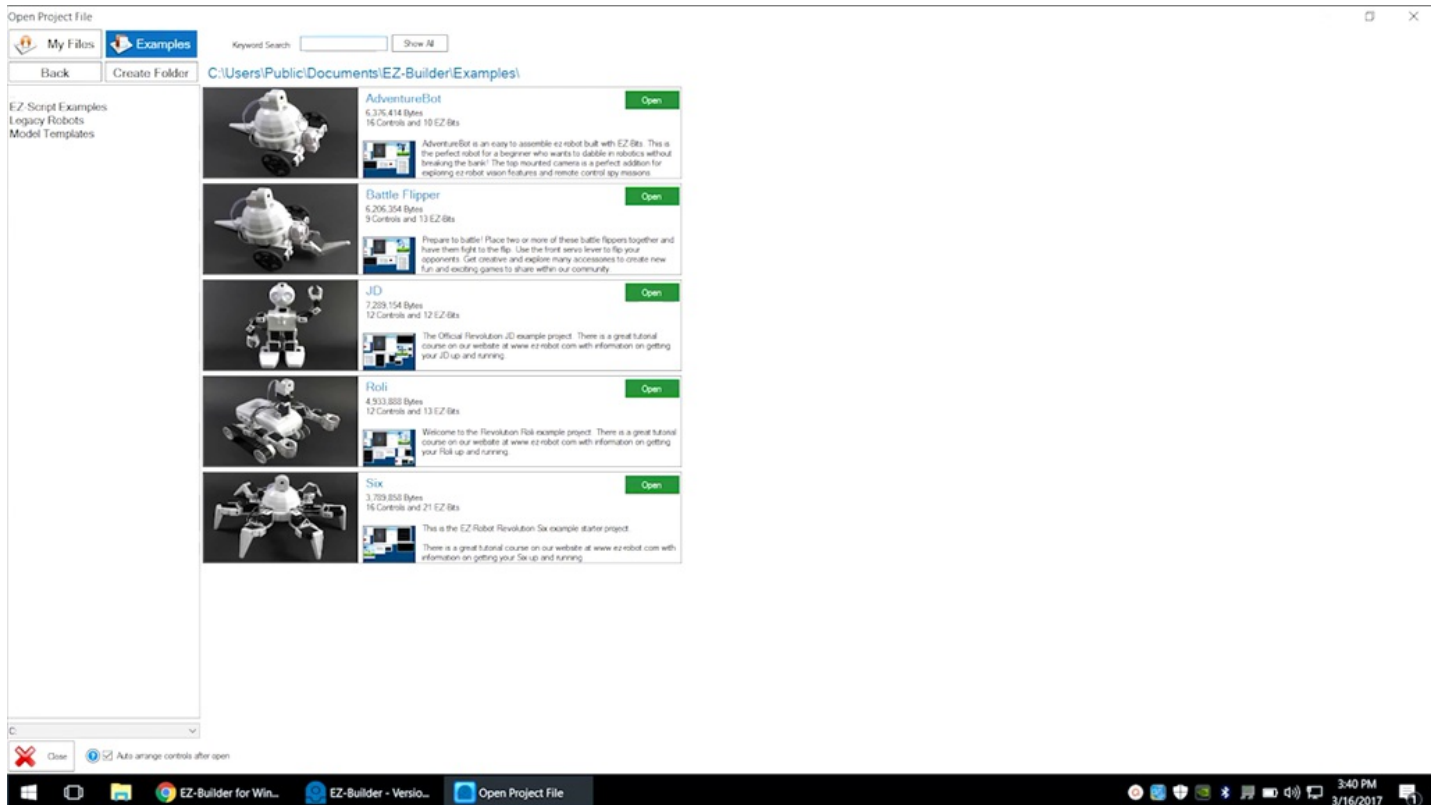 Open Project File
My Files
Examples
Keyword Search
Show All
Back
Create Folder
C:\Users\Public\Documents\EZ-Builder\Examples\
EZ-Script Examples
Legacy Robots
Model Templates
AdventureBot
Open
6,376,414 Bytes
16 Controls and 10 EZ-Bits
AdventureBot is an easy to assemble ez-robot built with EZ-Bits. This is
the perfect robot for a beginner who wants to dabble in robotics without
breaking the bank! The top mounted camera is a perfect addition for
exploring ez-robot vision features and remote control spy missions
Battle Flipper
Open
6,206,354 Bytes
9 Controls and 13 EZ-Bits
Prepare to battle! Place two or more of these battle flippers together and
have them fight to the flip. Use the front servo lever to flip your
opponents. Get creative and explore many accessories to create new
fun and exciting games to share within our community
JD
Open
7,289,154 Bytes
12 Controls and 12 EZ-Bits
The Official Revolution JD example project. There is a great tutorial
course on our website at www.ez-robot.com with information on getting
your JD up and running.
Roli
Open
4,933,888 Bytes
12 Controls and 13 EZ-Bits
Welcome to the Revolution Roli example project. There is a great tutorial
course on our website at www.ez-robot.com with information on getting
your Roli up and running.
Six
Open
3,789,858 Bytes
16 Controls and 21 EZ-Bits
This is the EZ-Robot Revolution Six example starter project.
There is a great tutorial course on our website at www.ez-robot.com with
information on getting your Six up and running
C:
Close
Auto arrange controls after open
EZ-Builder for Win...
EZ-Builder - Versio...
Open Project File
3:40 PM
3/16/2017